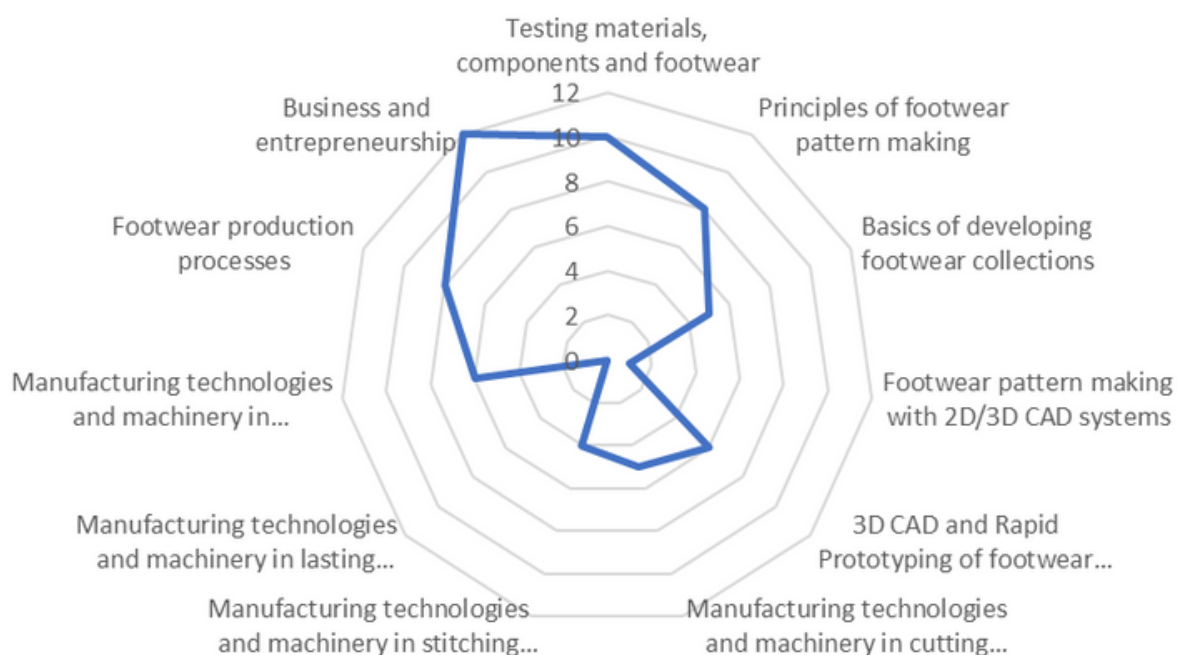 Testing materials,
components and footwear
Principles of footwear
pattern making
Basics of developing
footwear collections
Footwear pattern making
with 2D/3D CAD systems
3D CAD and Rapid
Prototyping of footwear...
Manufacturing technologies
and machinery in cutting...
Manufacturing technologies
and machinery in stitching...
Manufacturing technologies
and machinery in lasting...
Manufacturing technologies
and machinery in...
Footwear production
processes
Business and
entrepreneurship
12
10
8
6
4
2
0